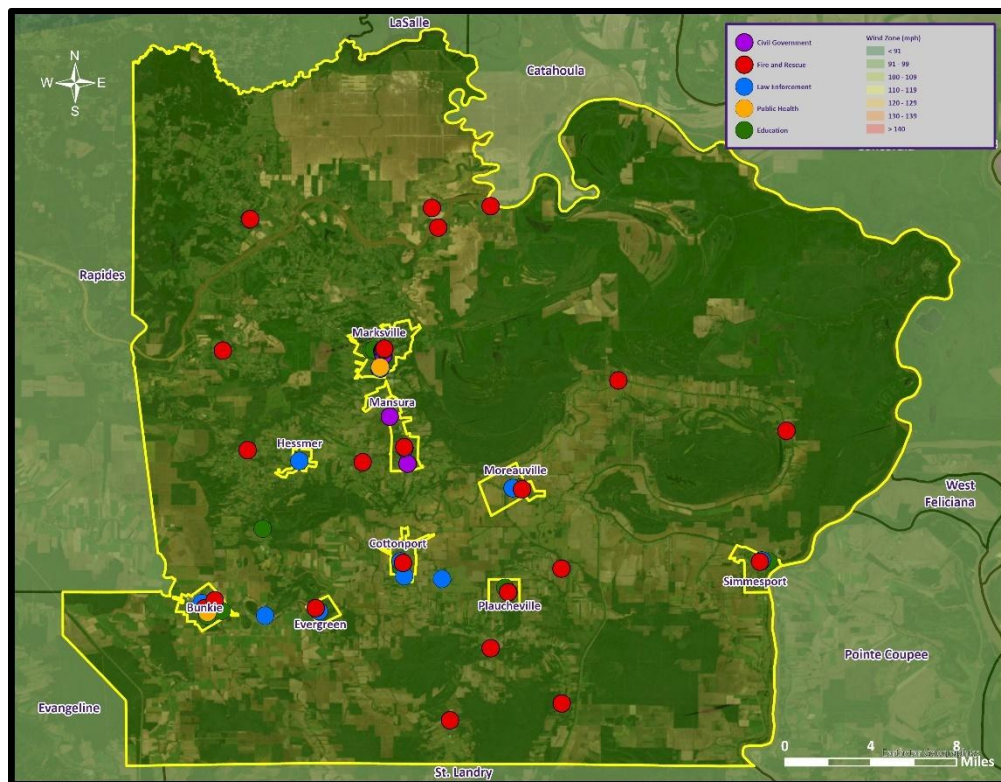 LaSalle
Catahoula
N
W E
S
Civil Government
Fire and Rescue
Law Enforcement
Public Health
Education
Wind Zone (mph)
< 91
91 - 99
100 - 109
110 - 119
120 - 129
130 - 139
> 140
Rapides
Marksville
Mansura
Hessmer
Moreauville
West
Feliciana
Cottonport
Simmesport
Bunkie
Evergreen
Plaucheville
Pointe Coupee
Evangeline
St. Landry
0 4 8
Miles